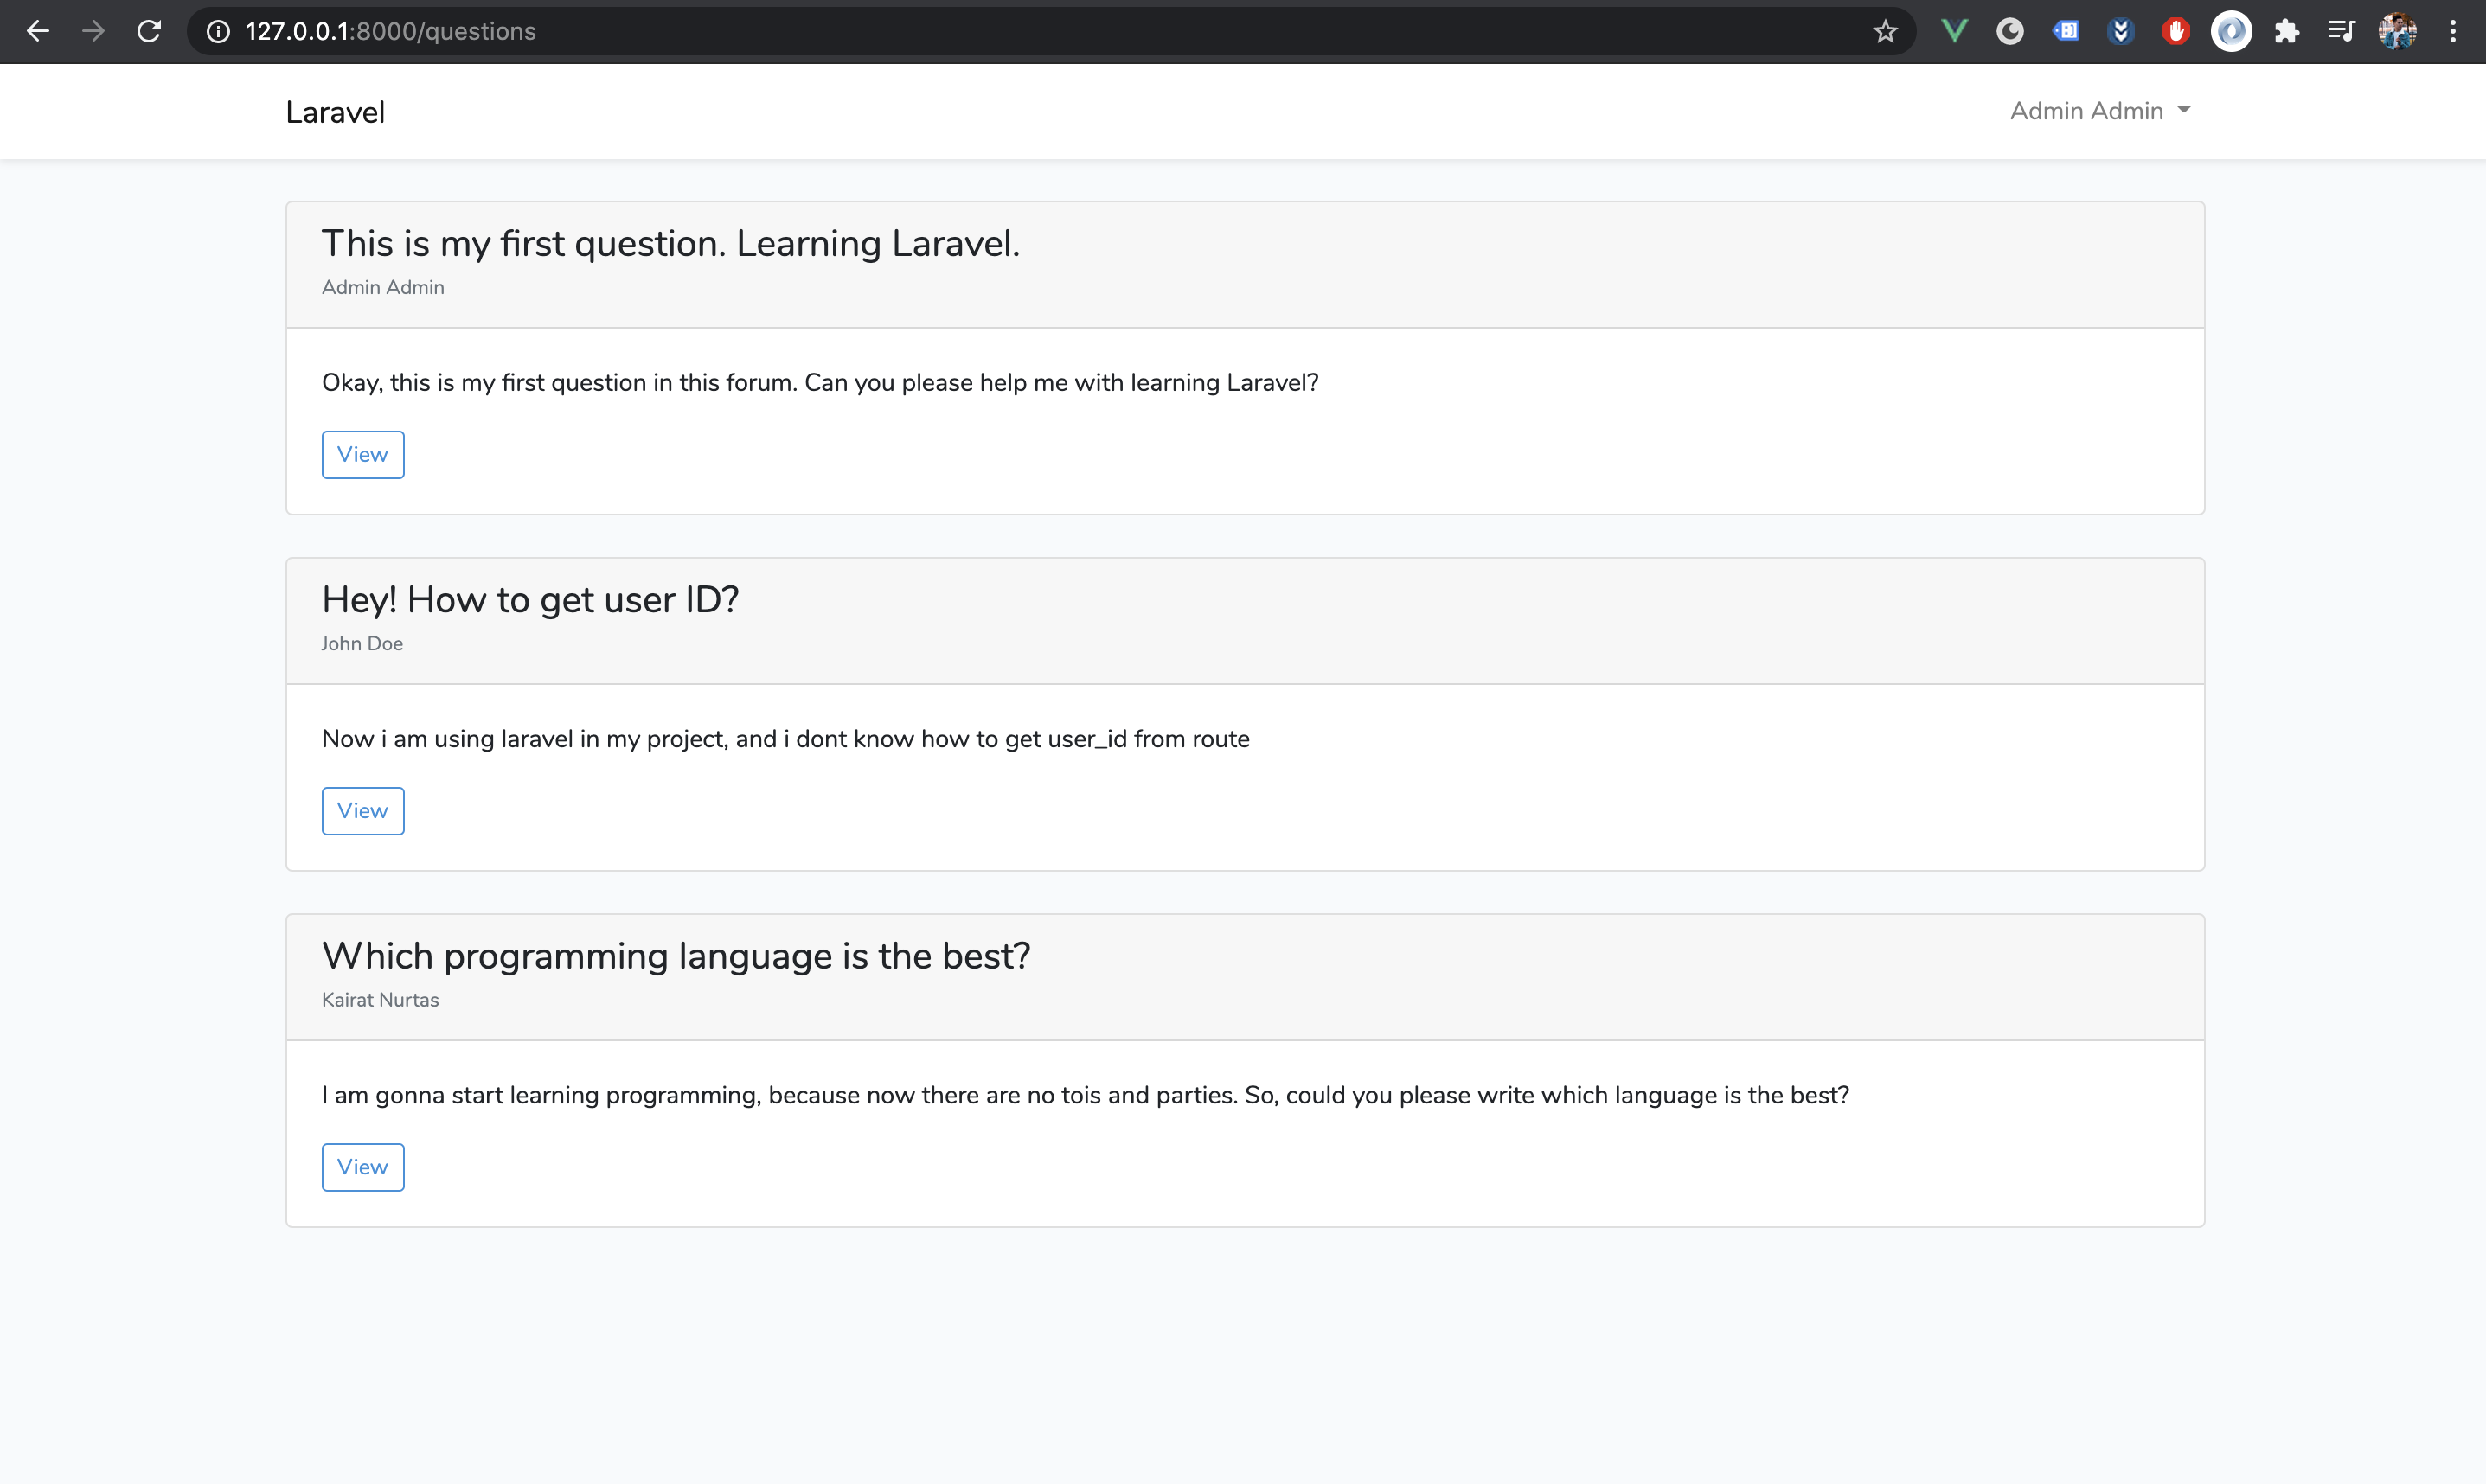 127.0.0.1:8000/questions
Laravel
Admin Admin
This is my first question. Learning Laravel.
Admin Admin
Okay, this is my first question in this forum. Can you please help me with learning Laravel?
View
Hey! How to get user ID?
John Doe
Now i am using laravel in my project, and i dont know how to get user_id from route
View
Which programming language is the best?
Kairat Nurtas
I am gonna start learning programming, because now there are no tois and parties. So, could you please write which language is the best?
View